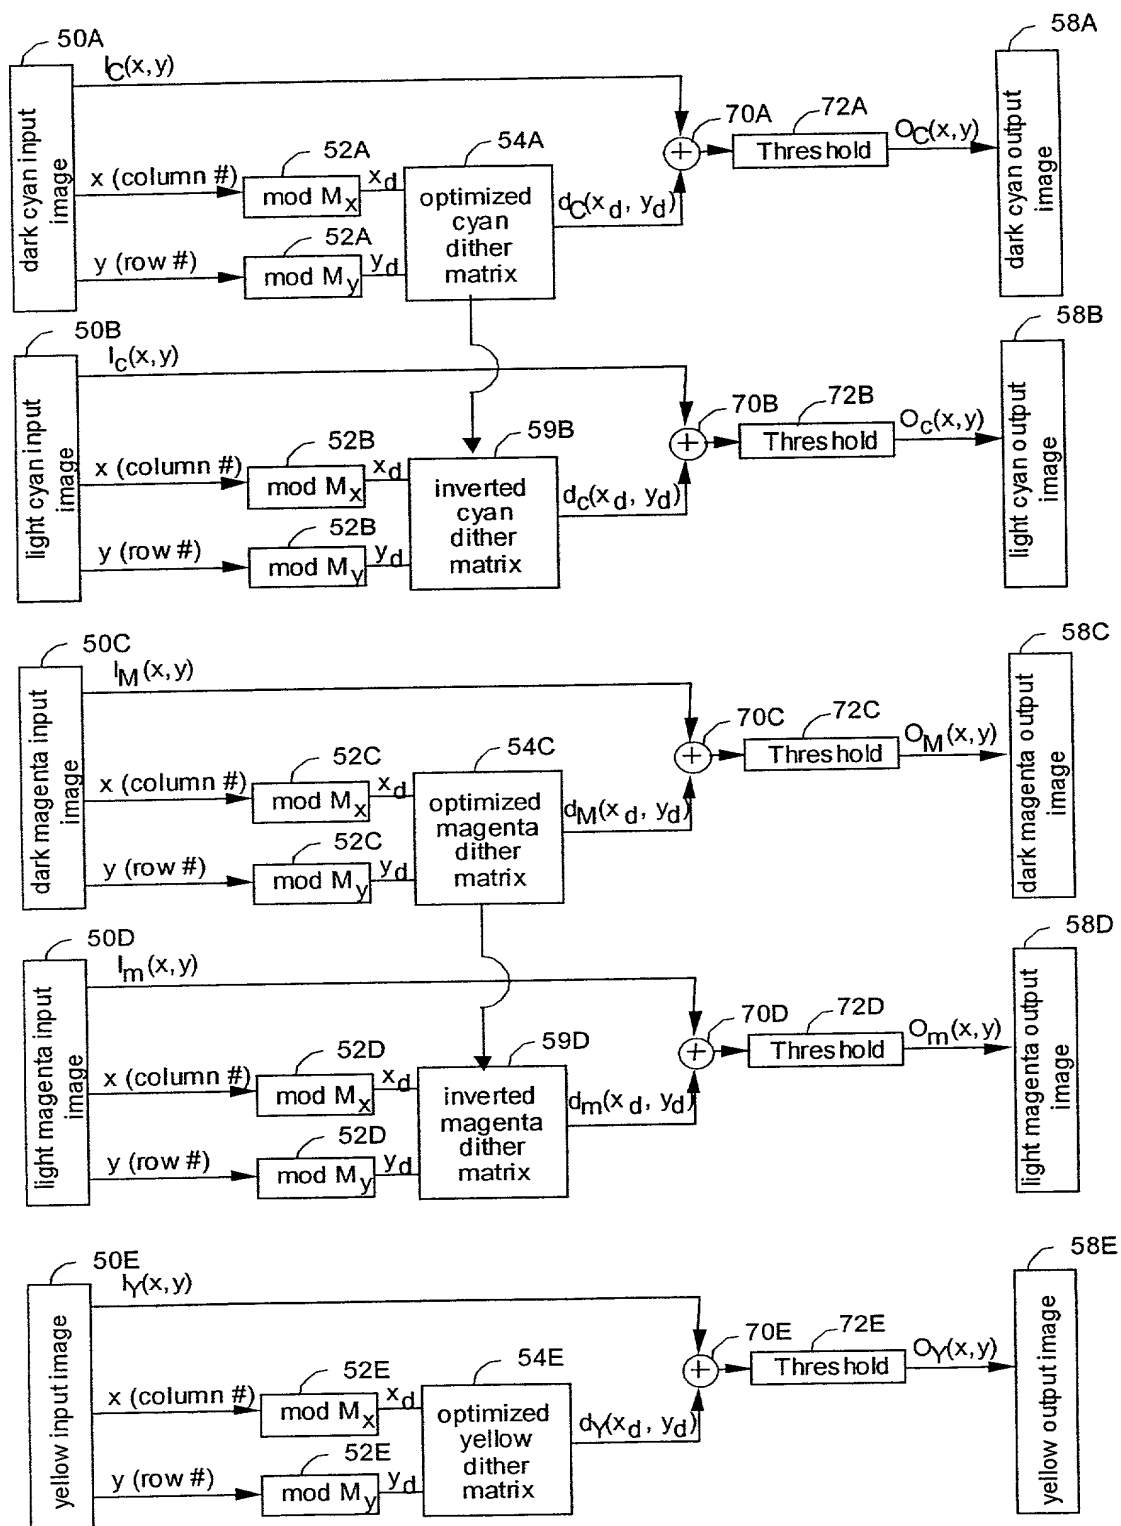 50A
I_C(x,y)
58A
dark cyan input
image
x (column #)
52A
mod M_x
x_d
54A
optimized
cyan
dither
matrix
y (row #)
52A
mod M_y
y_d
d_C(x_d, y_d)
70A
+
72A
Threshold
O_C(x,y)
dark cyan output
image
50B
I_c(x,y)
58B
light cyan input
image
x (column #)
52B
mod M_x
x_d
59B
inverted
cyan
dither
matrix
y (row #)
52B
mod M_y
y_d
d_c(x_d, y_d)
70B
+
72B
Threshold
O_c(x,y)
light cyan output
image
50C
I_M(x,y)
58C
dark magenta input
image
x (column #)
52C
mod M_x
x_d
54C
optimized
magenta
dither
matrix
y (row #)
52C
mod M_y
y_d
d_M(x_d, y_d)
70C
+
72C
Threshold
O_M(x,y)
dark magenta output
image
50D
I_m(x,y)
58D
light magenta input
image
x (column #)
52D
mod M_x
x_d
59D
inverted
magenta
dither
matrix
y (row #)
52D
mod M_y
y_d
d_m(x_d, y_d)
70D
+
72D
Threshold
O_m(x,y)
light magenta output
image
50E
I_Y(x,y)
58E
yellow input image
x (column #)
52E
mod M_x
x_d
54E
optimized
yellow
dither
matrix
y (row #)
52E
mod M_y
y_d
d_Y(x_d, y_d)
70E
+
72E
Threshold
O_Y(x,y)
yellow output image